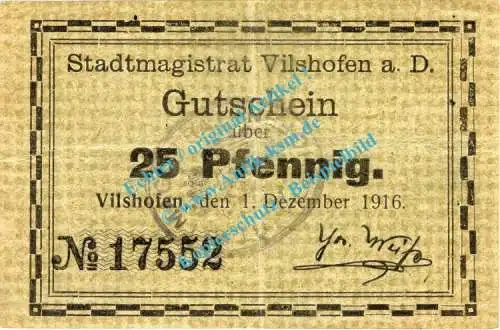 Stadtmagistrat Vilshofen a. D.
Gutschein
über
25 Pfennig.
Vilshofen, den 1. Dezember 1916.
№ 17552